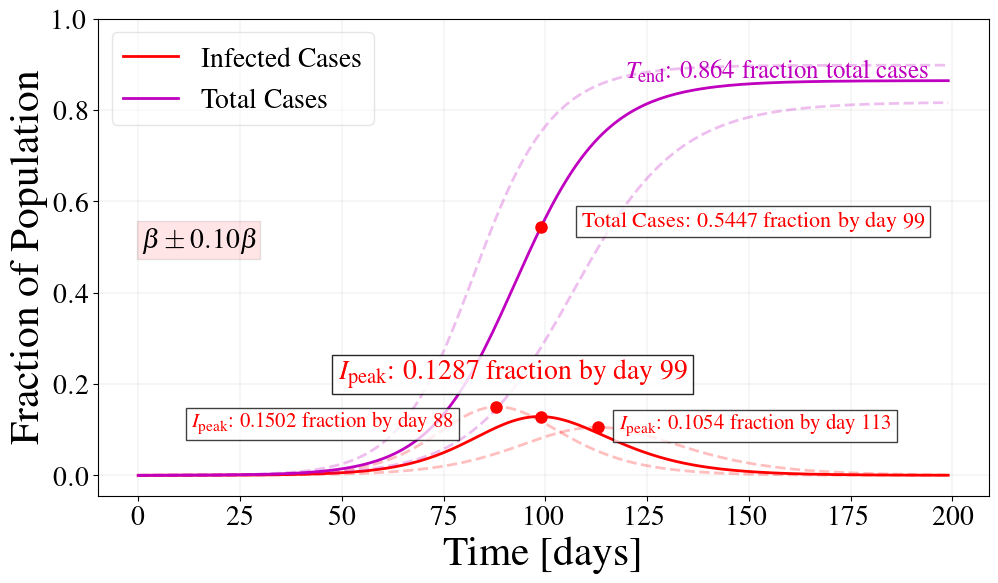 Fraction of Population
1.0
0.8
0.6
0.4
0.2
0.0
Infected Cases
Total Cases
T_end: 0.864 fraction total cases
Total Cases: 0.5447 fraction by day 99
β ± 0.10β
I_peak: 0.1287 fraction by day 99
I_peak: 0.1502 fraction by day 88
I_peak: 0.1054 fraction by day 113
0 25 50 75 100 125 150 175 200
Time [days]